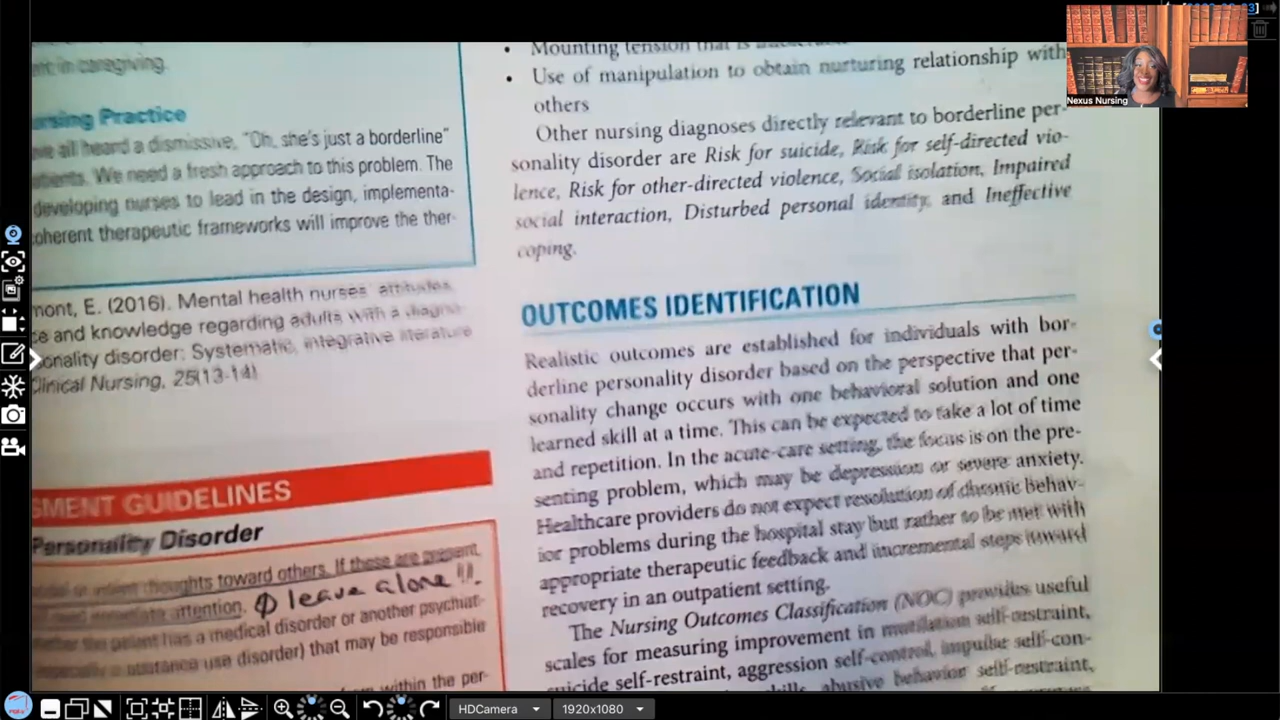 Nexus Nursing
in caregiving.
Nursing Practice
all heard a dismissive, "Oh, she's just a borderline"
We need a fresh approach to this problem. The
developing nurses to lead in the design, implementa-
coherent therapeutic frameworks will improve the ther-
mont, E. (2016). Mental health nurses' attitudes,
and knowledge regarding adults with a diagno-
Disorder: Systematic, integrative literature
Clinical Nursing, 25(13-14)
SMENT GUIDELINES
Personality Disorder
thoughts toward others. If these are present,
immediate attention. leave alone!!.
the patient has a medical disorder or another psychiat-
use disorder) that may be responsible
within the per-
• Mounting tension that is
• Use of manipulation to obtain nurturing relationship with
others
Other nursing diagnoses directly relevant to borderline per-
sonality disorder are Risk for suicide, Risk for self-directed vio-
lence, Risk for other-directed violence, Social isolation, Impaired
social interaction, Disturbed personal identity, and Ineffective
coping.
OUTCOMES IDENTIFICATION
Realistic outcomes are established for individuals with bor-
derline personality disorder based on the perspective that per-
sonality change occurs with one behavioral solution and one
learned skill at a time. This can be expected to take a lot of time
and repetition. In the acute-care setting, the focus is on the pre-
senting problem, which may be depression or severe anxiety.
Healthcare providers do not expect resolution of chronic behav-
ior problems during the hospital stay but rather to be met with
appropriate therapeutic feedback and incremental steps toward
recovery in an outpatient setting.
The Nursing Outcomes Classification (NOC) provides useful
scales for measuring improvement in mutilation self-restraint,
suicide self-restraint, aggression self-control, impulse self-con-
abusive behavior self-restraint,
HDCamera
1920x1080